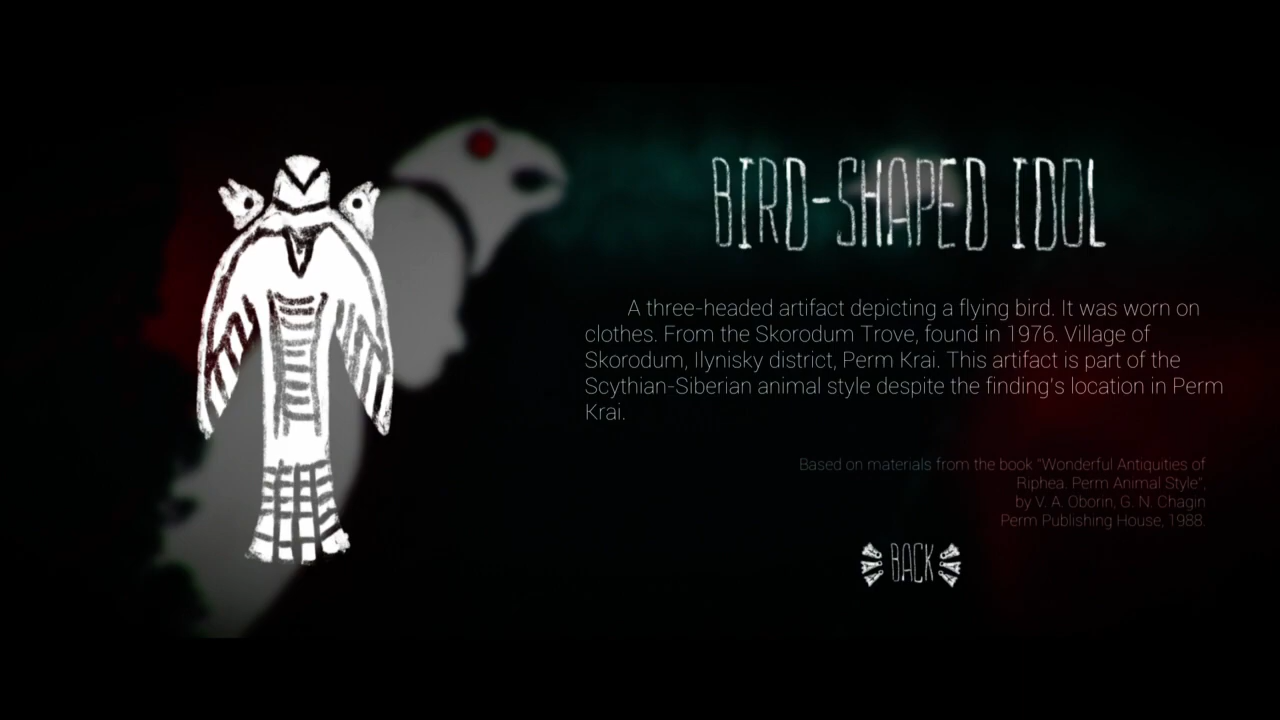 BIRD-SHAPED IDOL
A three-headed artifact depicting a flying bird. It was worn on
clothes. From the Skorodum Trove, found in 1976. Village of
Skorodum, Ilynisky district, Perm Krai. This artifact is part of the
Scythian-Siberian animal style despite the finding's location in Perm
Krai.
Based on materials from the book "Wonderful Antiquities of
Riphea. Perm Animal Style",
by V. A. Oborin, G. N. Chagin
Perm Publishing House, 1988.
BACK